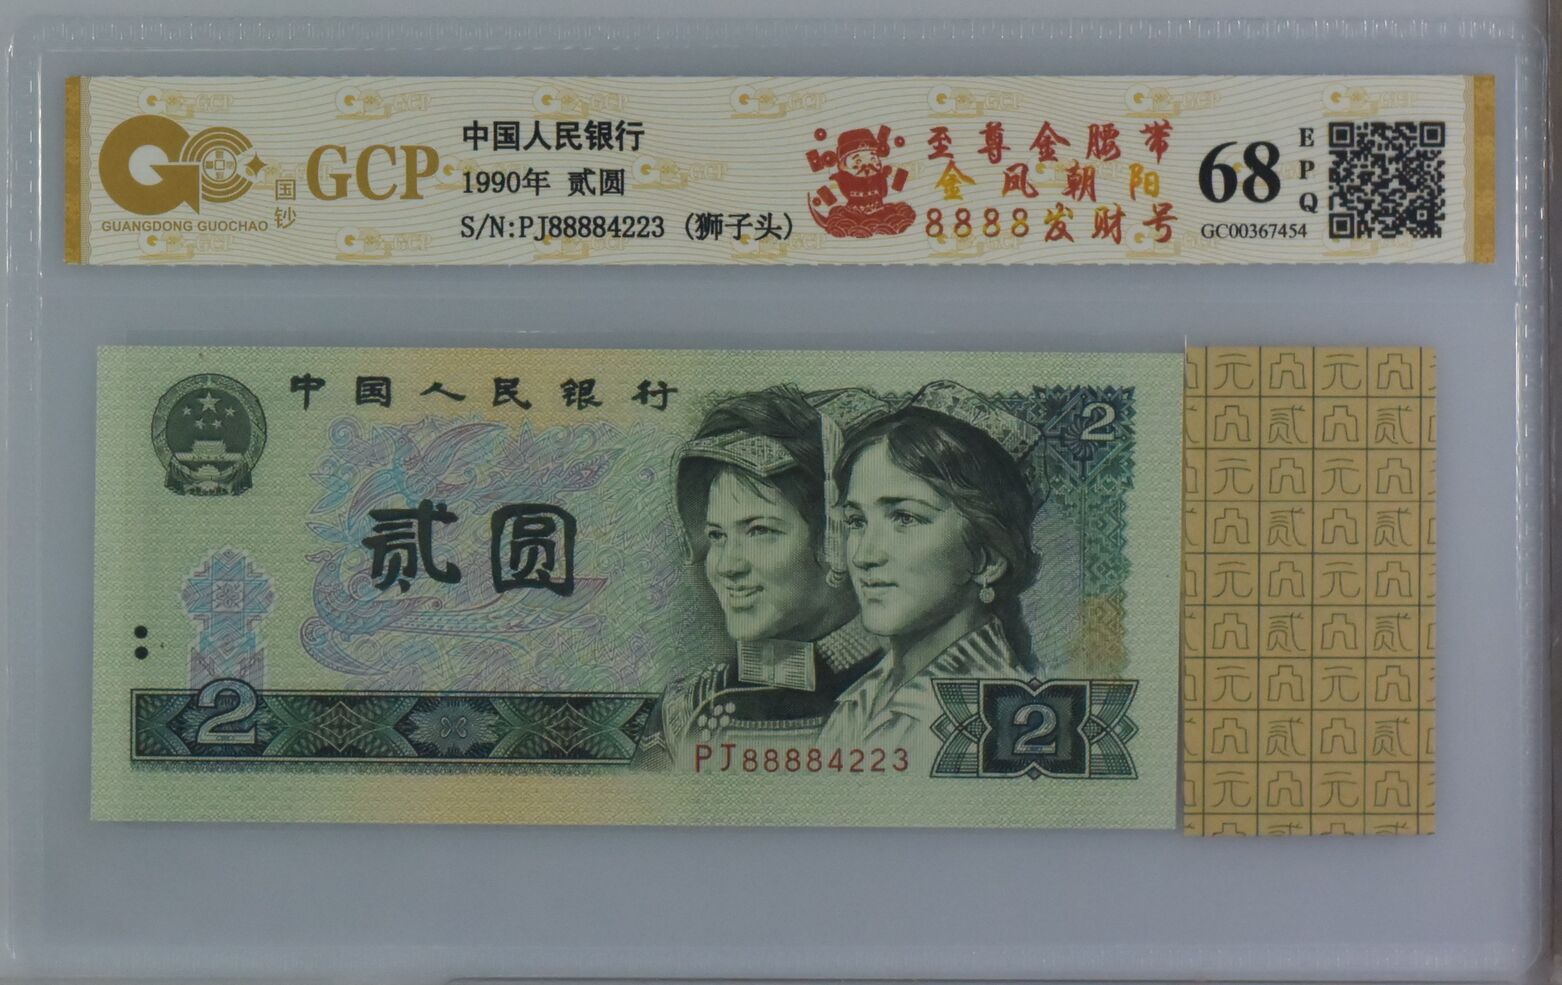 GCP
国钞
GUANGDONG GUOCHAO
中国人民银行
1990年 贰圆
S/N:PJ88884223 (狮子头)
至尊金腰带
金凤朝阳
8888发财号
68
EPQ
GC00367454
中国人民银行
2
贰圆
2
PJ88884223
2